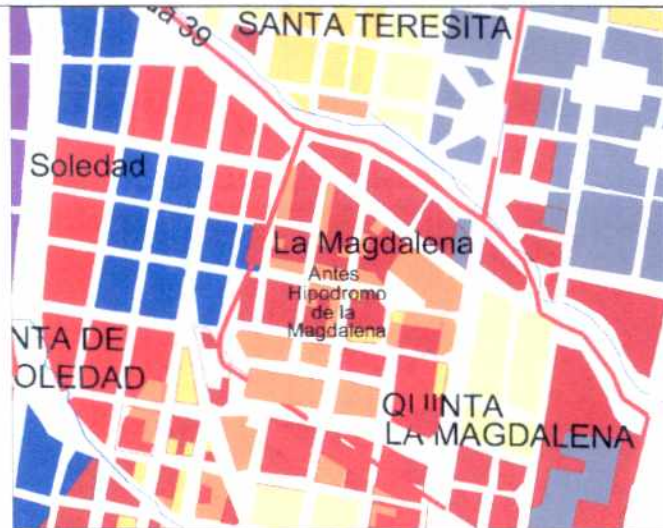 39
SANTA TERESITA
Soledad
La Magdalena
Antes
Hipodromo
de la
Magdalena
NTA DE
OLEDAD
QUINTA
LA MAGDALENA